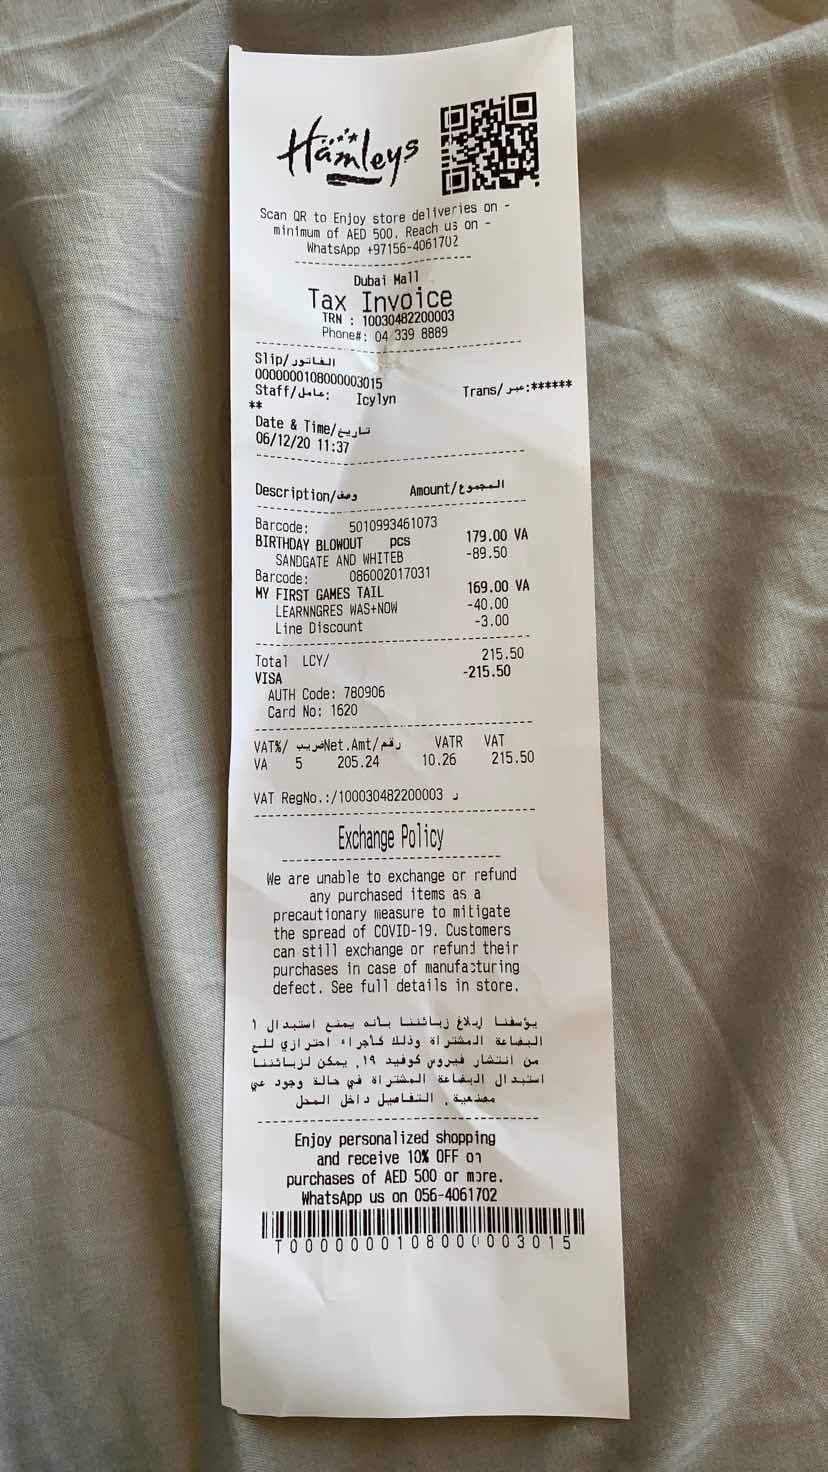 Hamleys
Scan QR to Enjoy store deliveries on -
minimum of AED 500. Reach us on -
WhatsApp +97156-4061702
Dubai Mall
Tax Invoice
TRN : 10030482200003
Phone#: 04 339 8889
Slip/الفاتور
0000000108000003015
Staff/عامل: Icylyn Trans/عبر:******
**
Date & Time/تاريخ
06/12/20 11:37
Description/وصف Amount/المجموع
Barcode: 5010993461073
BIRTHDAY BLOWOUT pcs 179.00 VA
SANDGATE AND WHITEB -89.50
Barcode: 086002017031
MY FIRST GAMES TAIL 169.00 VA
LEARNNGRES WAS+NOW -40.00
Line Discount -3.00
Total LCY/ 215.50
VISA -215.50
AUTH Code: 780906
Card No: 1620
VAT%/ ضريب Net.Amt/رقم VATR VAT
VA 5 205.24 10.26 215.50
VAT RegNo.:/100030482200003 ر
Exchange Policy
We are unable to exchange or refund
any purchased items as a
precautionary measure to mitigate
the spread of COVID-19. Customers
can still exchange or refund their
purchases in case of manufacturing
defect. See full details in store.
يؤسفنا إبلاغ زبائننا بأنه يمنع استبدال ا
البضاعة المشتراة وذلك كأجراء احترازي للح
من انتشار فيروس كوفيد ١٩. يمكن لزبائننا
استبدال البضاعة المشتراة في حالة وجود عي
مصنعية. التفاصيل داخل المحل
Enjoy personalized shopping
and receive 10% OFF on
purchases of AED 500 or more.
WhatsApp us on 056-4061702
T0000000108000003015